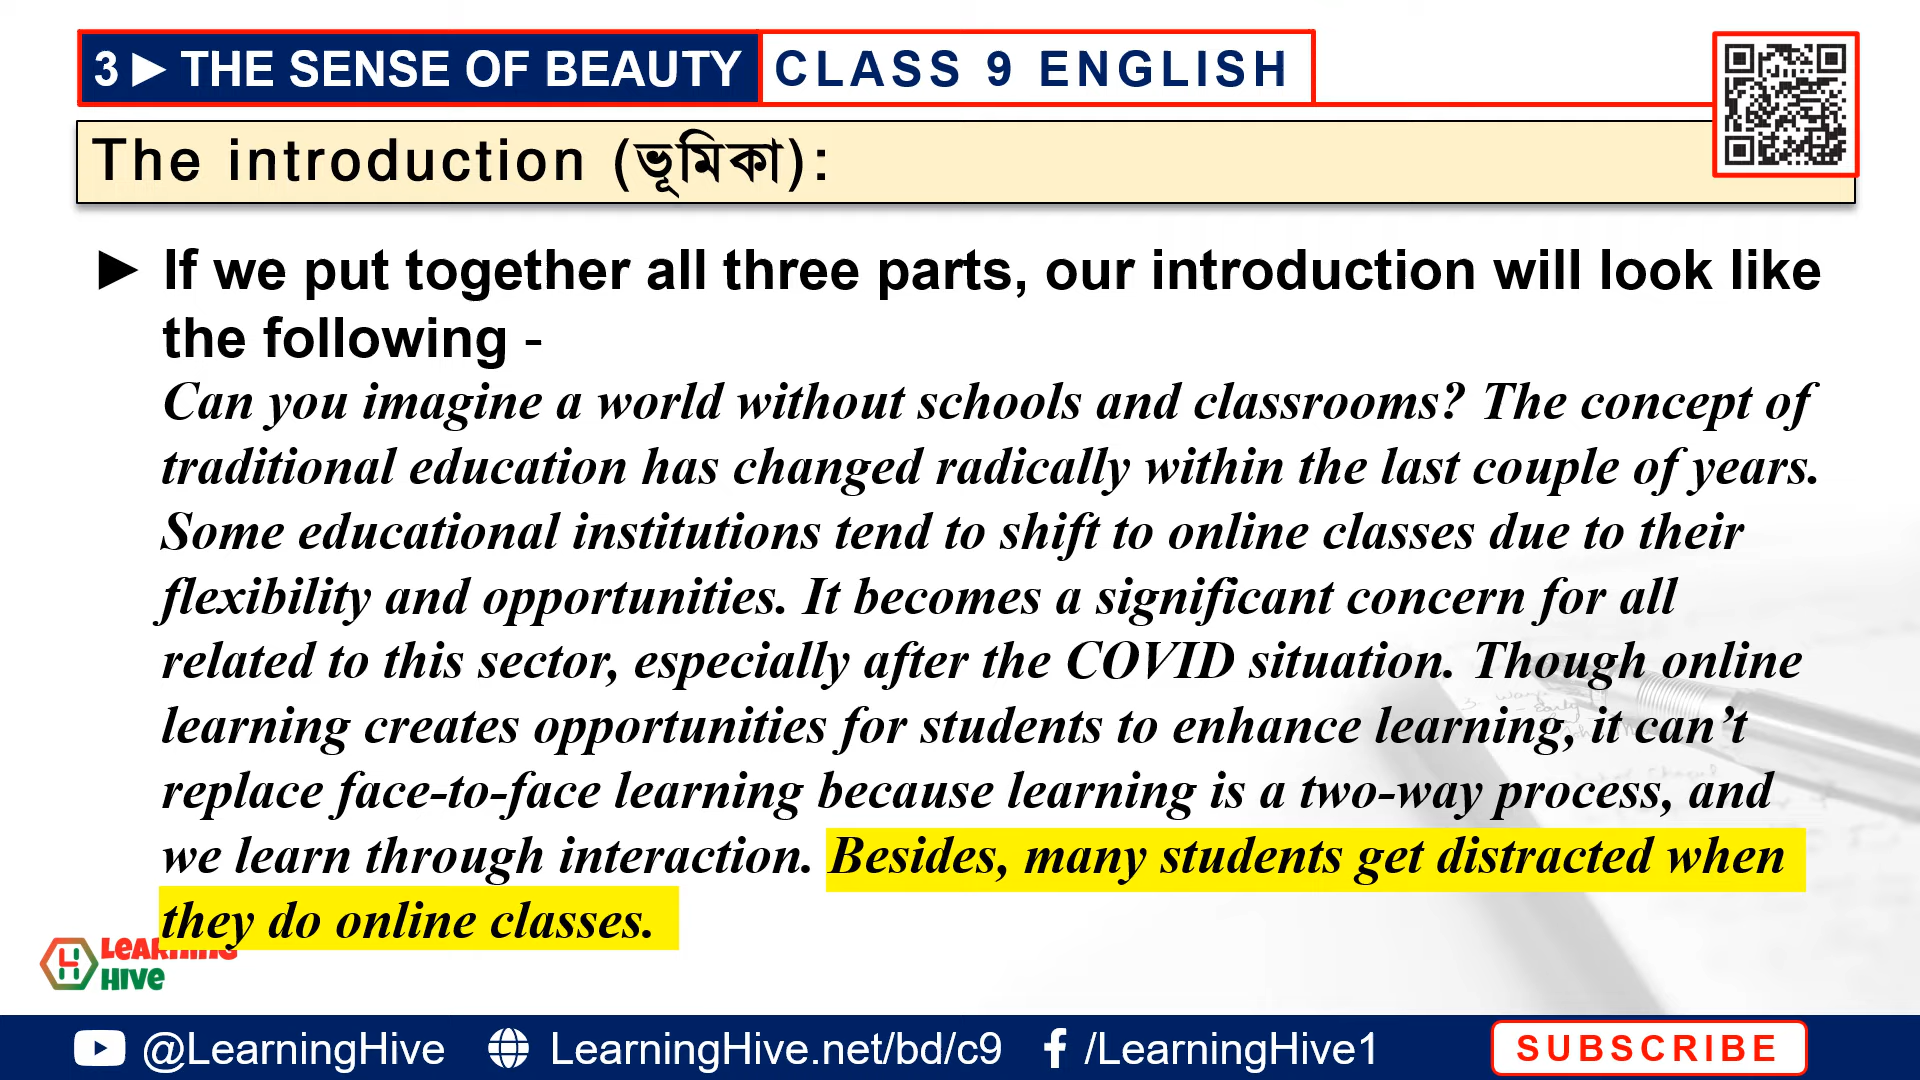 3►THE SENSE OF BEAUTY CLASS 9 ENGLISH
The introduction (ভূমিকা):
► If we put together all three parts, our introduction will look like
the following -
Can you imagine a world without schools and classrooms? The concept of
traditional education has changed radically within the last couple of years.
Some educational institutions tend to shift to online classes due to their
flexibility and opportunities. It becomes a significant concern for all
related to this sector, especially after the COVID situation. Though online
learning creates opportunities for students to enhance learning, it can’t
replace face-to-face learning because learning is a two-way process, and
we learn through interaction. Besides, many students get distracted when
they do online classes.
LEARNING
HIVE
@LearningHive LearningHive.net/bd/c9 /LearningHive1 SUBSCRIBE